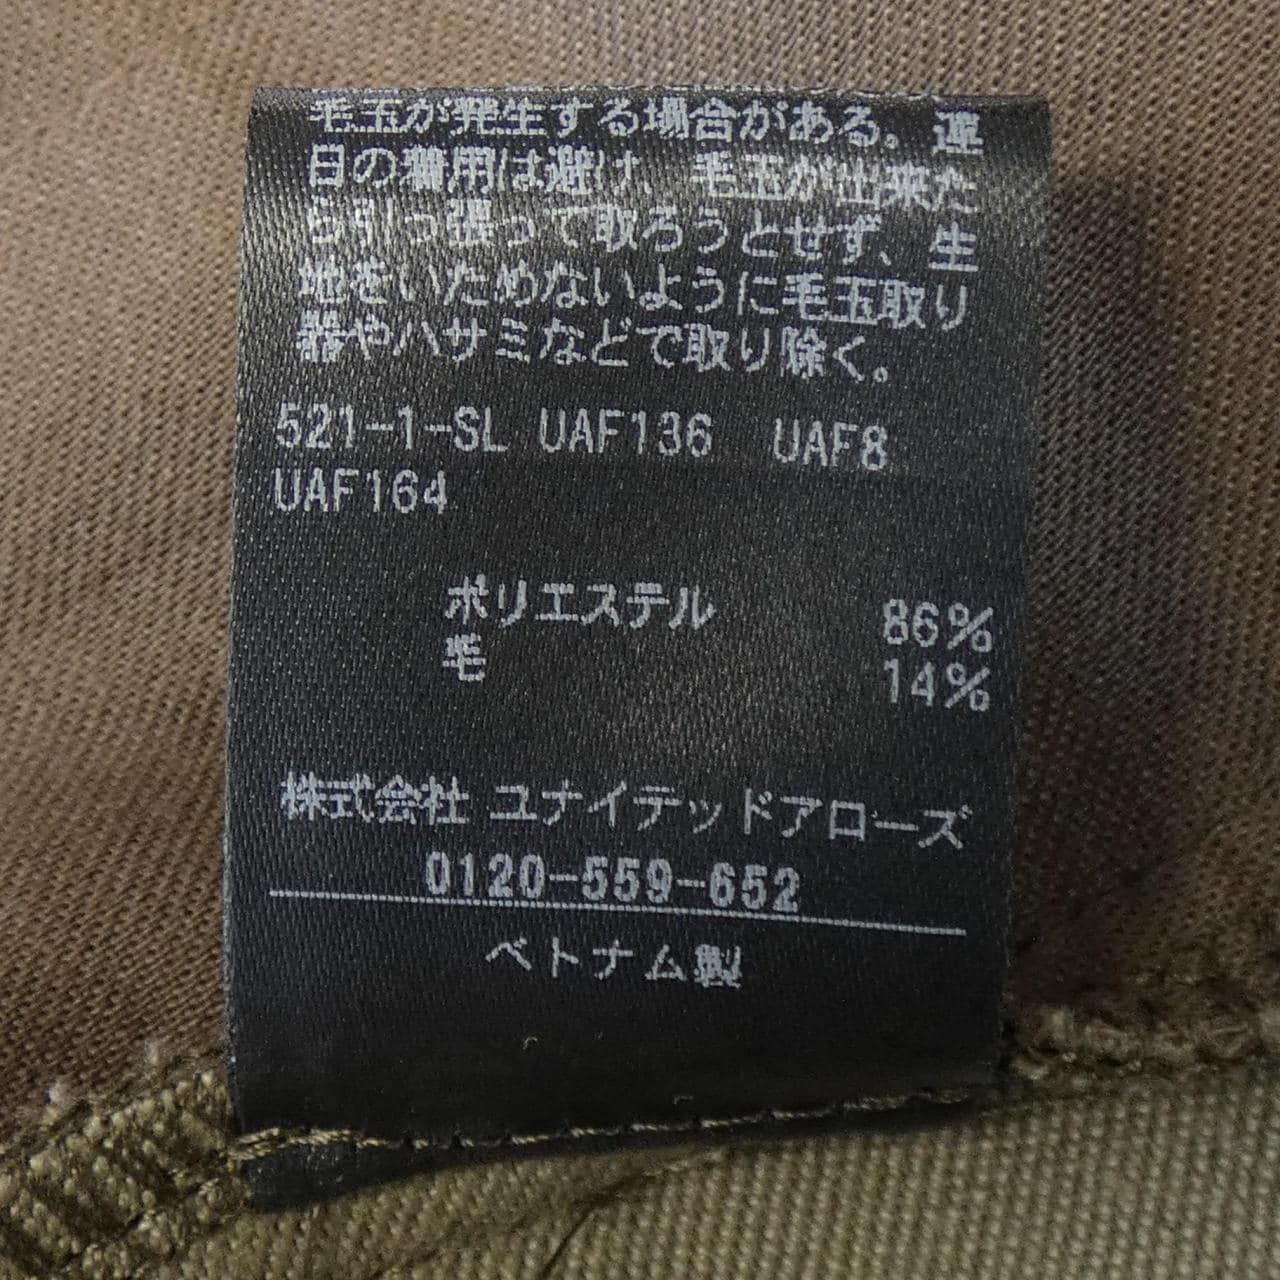 毛玉が発生する場合がある。連
日の着用は避け、毛玉が出来た
ら引っ張って取ろうとせず、生
地をいためないように毛玉取り
器やハサミなどで取り除く。
521-1-SL UAF136 UAF8
UAF164
ポリエステル 86%
毛 14%
株式会社 ユナイテッドアローズ
0120-559-652
ベトナム製